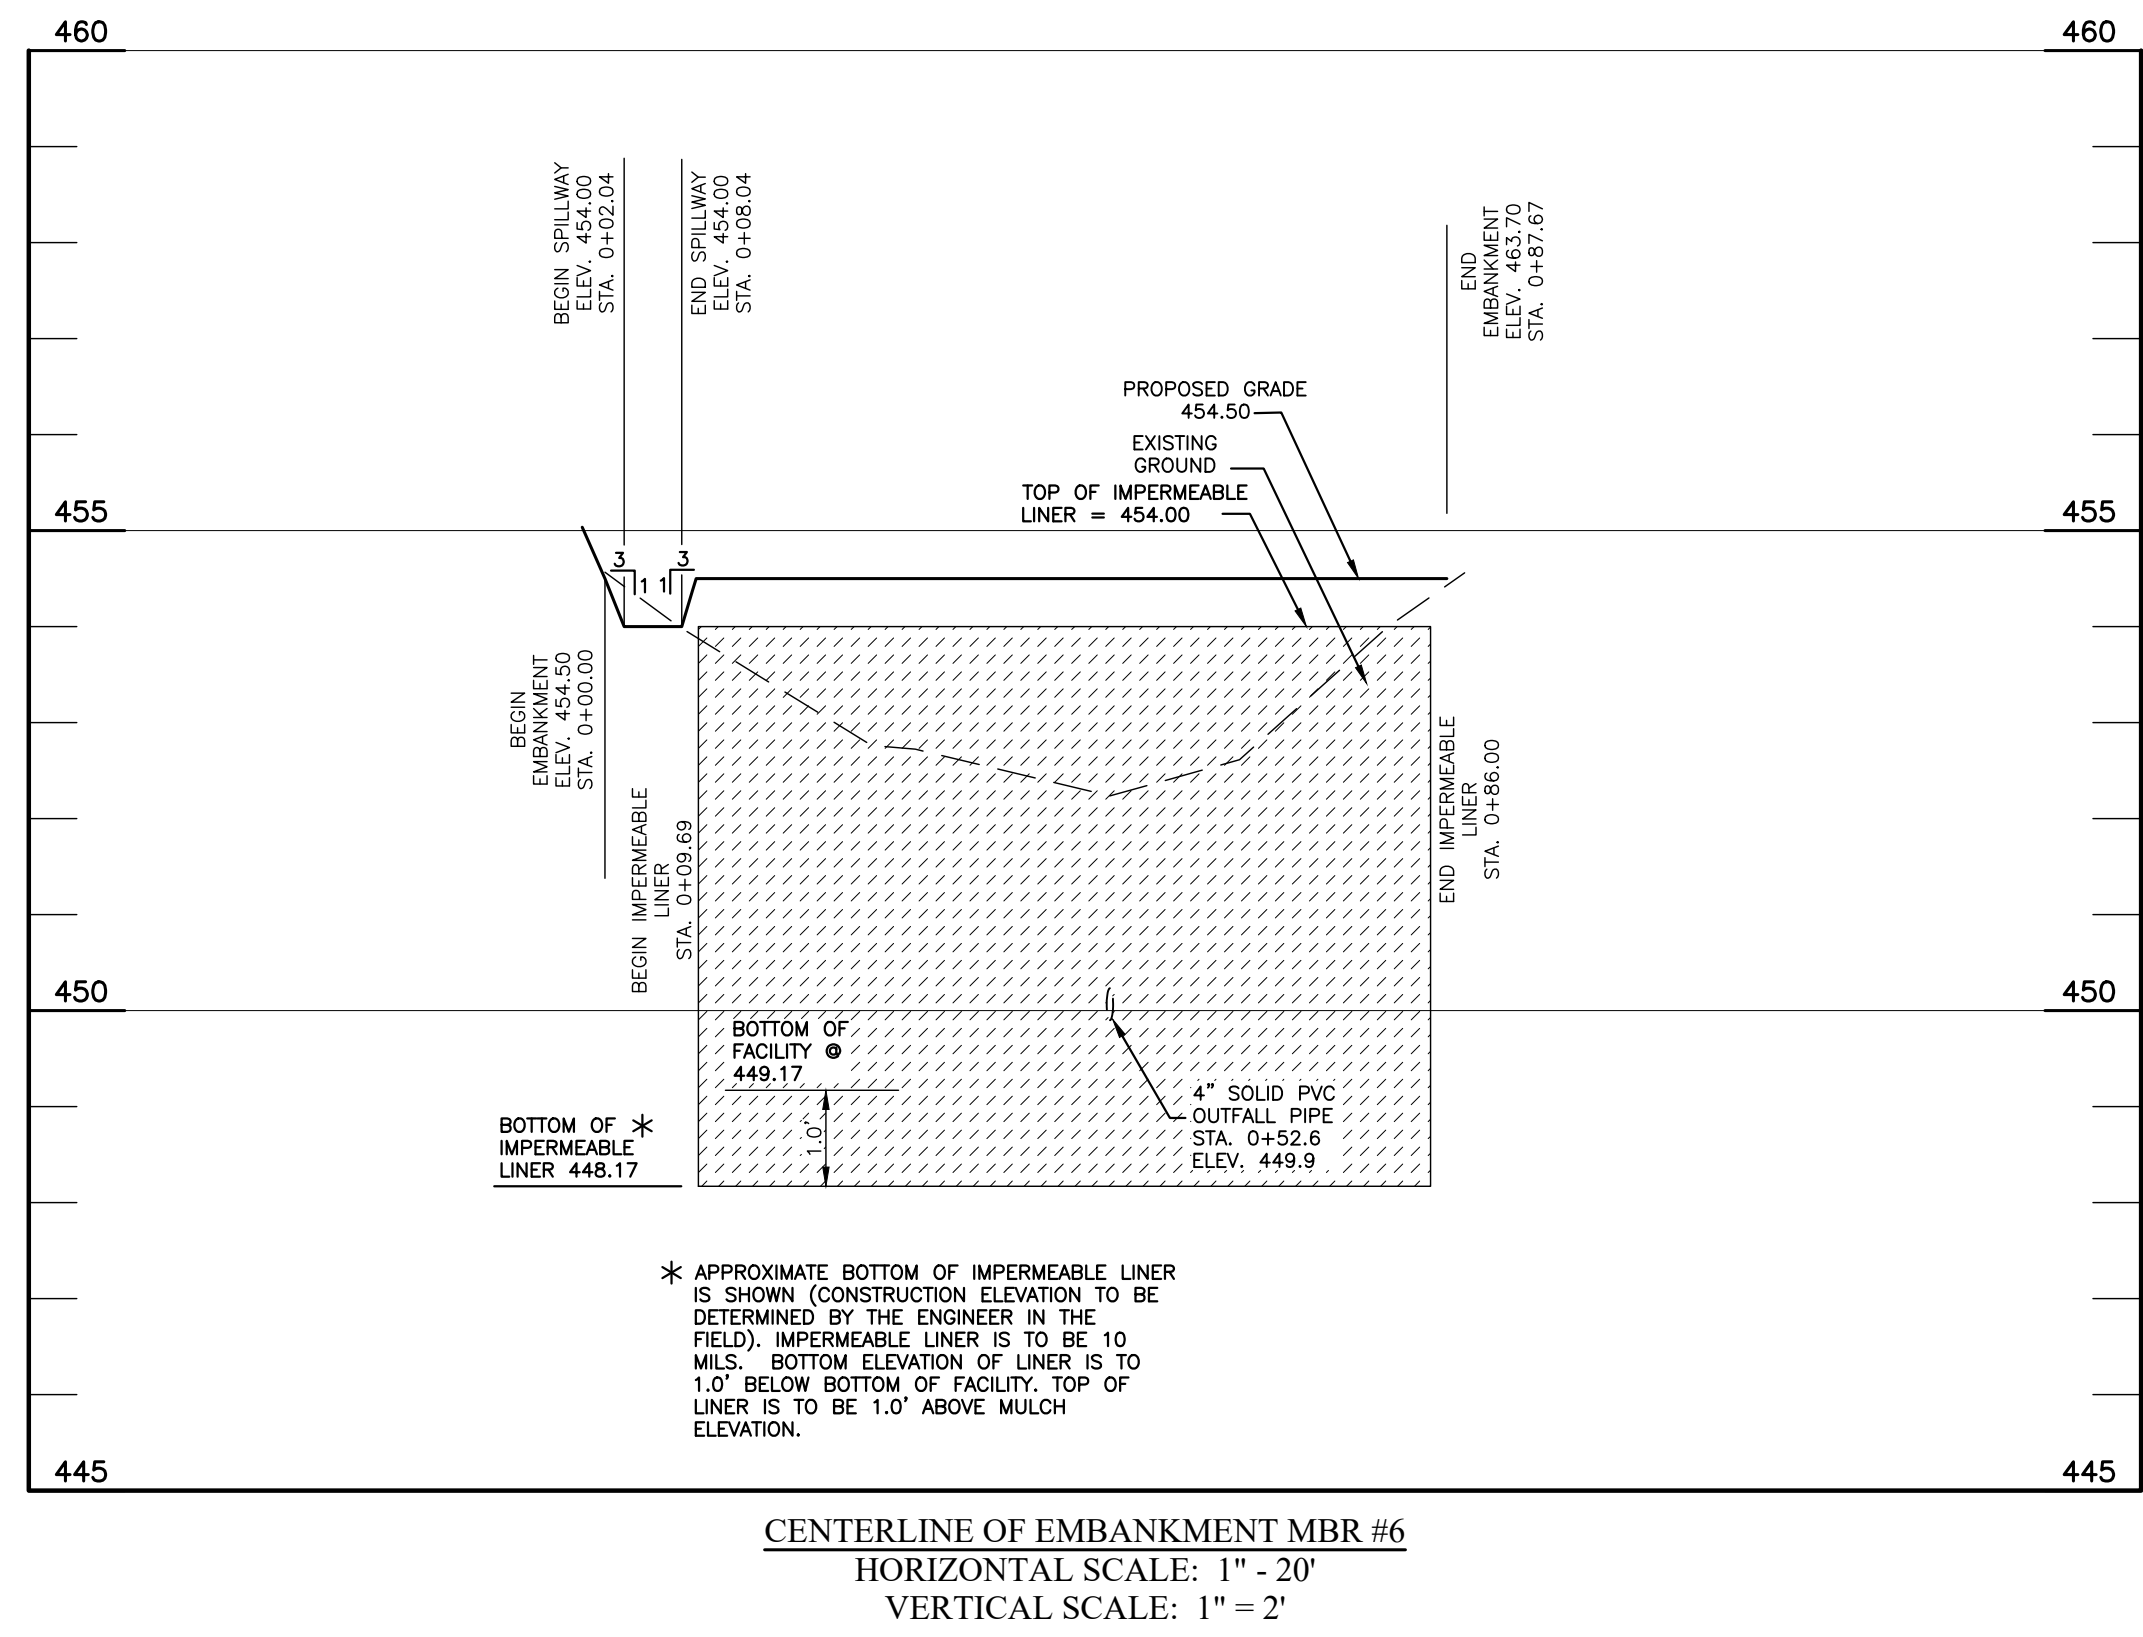 460
460
BEGIN SPILLWAY
ELEV. 454.00
STA. 0+02.04
END SPILLWAY
ELEV. 454.00
STA. 0+08.04
END
EMBANKMENT
ELEV. 463.70
STA. 0+87.67
PROPOSED GRADE
454.50
EXISTING
GROUND
TOP OF IMPERMEABLE
LINER = 454.00
455
455
3
1
1
3
BEGIN
EMBANKMENT
ELEV. 454.50
STA. 0+00.00
BEGIN IMPERMEABLE
LINER
STA. 0+09.69
END IMPERMEABLE
LINER
STA. 0+86.00
450
450
BOTTOM OF
FACILITY @
449.17
1.0'
4" SOLID PVC
OUTFALL PIPE
STA. 0+52.6
ELEV. 449.9
BOTTOM OF *
IMPERMEABLE
LINER 448.17
* APPROXIMATE BOTTOM OF IMPERMEABLE LINER
IS SHOWN (CONSTRUCTION ELEVATION TO BE
DETERMINED BY THE ENGINEER IN THE
FIELD). IMPERMEABLE LINER IS TO BE 10
MILS. BOTTOM ELEVATION OF LINER IS TO
1.0' BELOW BOTTOM OF FACILITY. TOP OF
LINER IS TO BE 1.0' ABOVE MULCH
ELEVATION.
445
445
CENTERLINE OF EMBANKMENT MBR #6
HORIZONTAL SCALE: 1" - 20'
VERTICAL SCALE: 1" = 2'